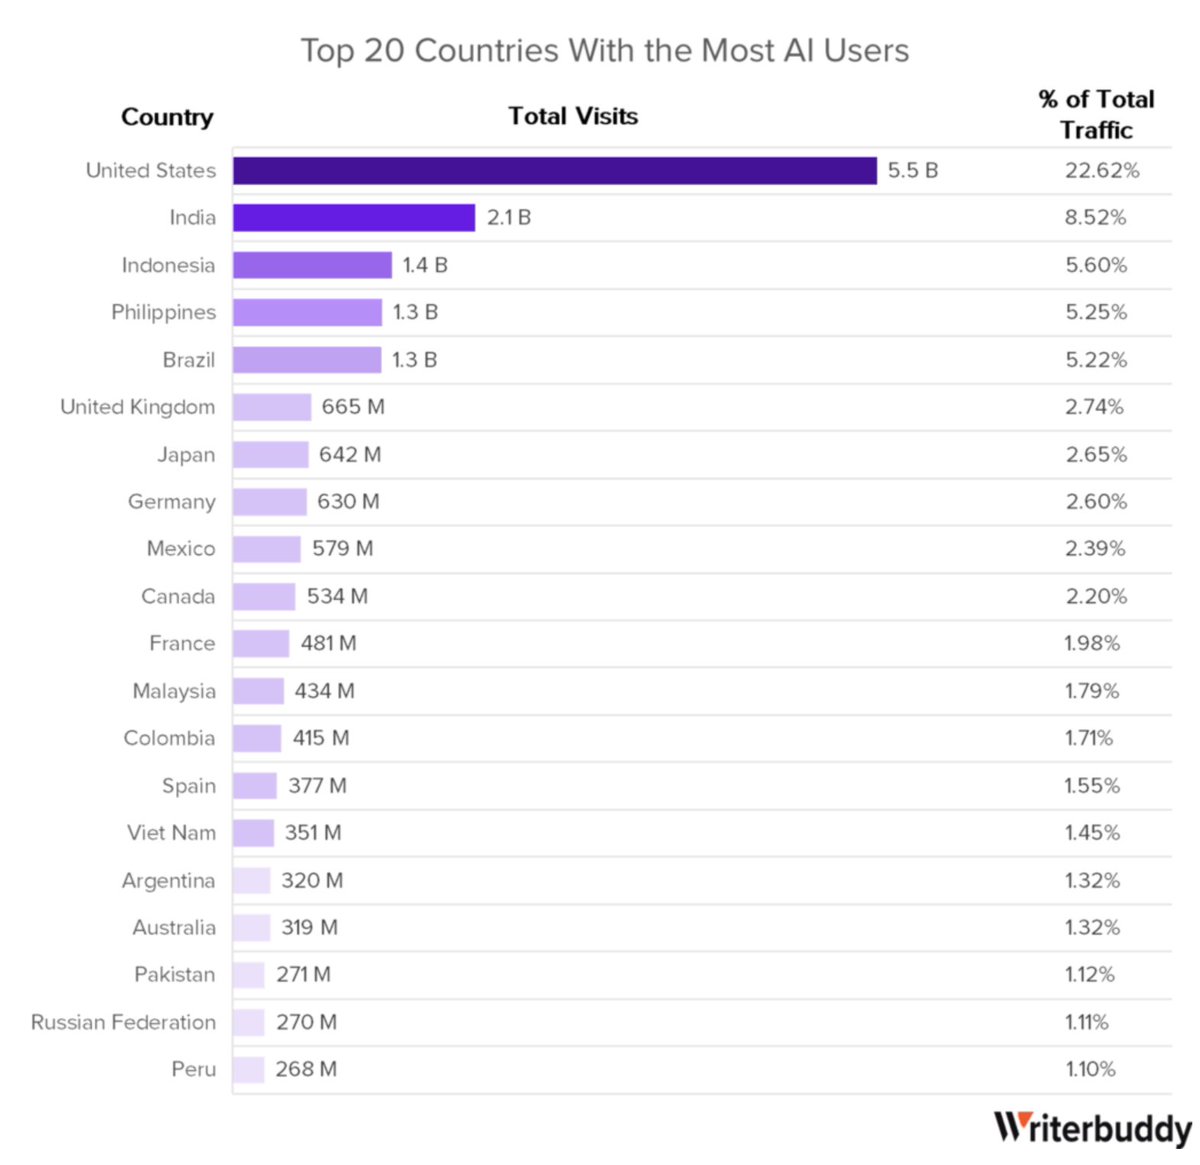 Top 20 Countries With the Most AI Users
Country Total Visits % of Total
Traffic
United States 5.5 B 22.62%
India 2.1 B 8.52%
Indonesia 1.4 B 5.60%
Philippines 1.3 B 5.25%
Brazil 1.3 B 5.22%
United Kingdom 665 M 2.74%
Japan 642 M 2.65%
Germany 630 M 2.60%
Mexico 579 M 2.39%
Canada 534 M 2.20%
France 481 M 1.98%
Malaysia 434 M 1.79%
Colombia 415 M 1.71%
Spain 377 M 1.55%
Viet Nam 351 M 1.45%
Argentina 320 M 1.32%
Australia 319 M 1.32%
Pakistan 271 M 1.12%
Russian Federation 270 M 1.11%
Peru 268 M 1.10%
Writerbuddy